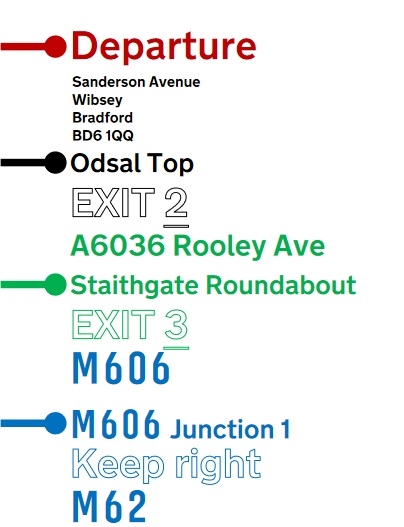 Departure
Sanderson Avenue
Wibsey
Bradford
BD6 1QQ
Odsal Top
EXIT 2
A6036 Rooley Ave
Staithgate Roundabout
EXIT 3
M606
M606 Junction 1
Keep right
M62